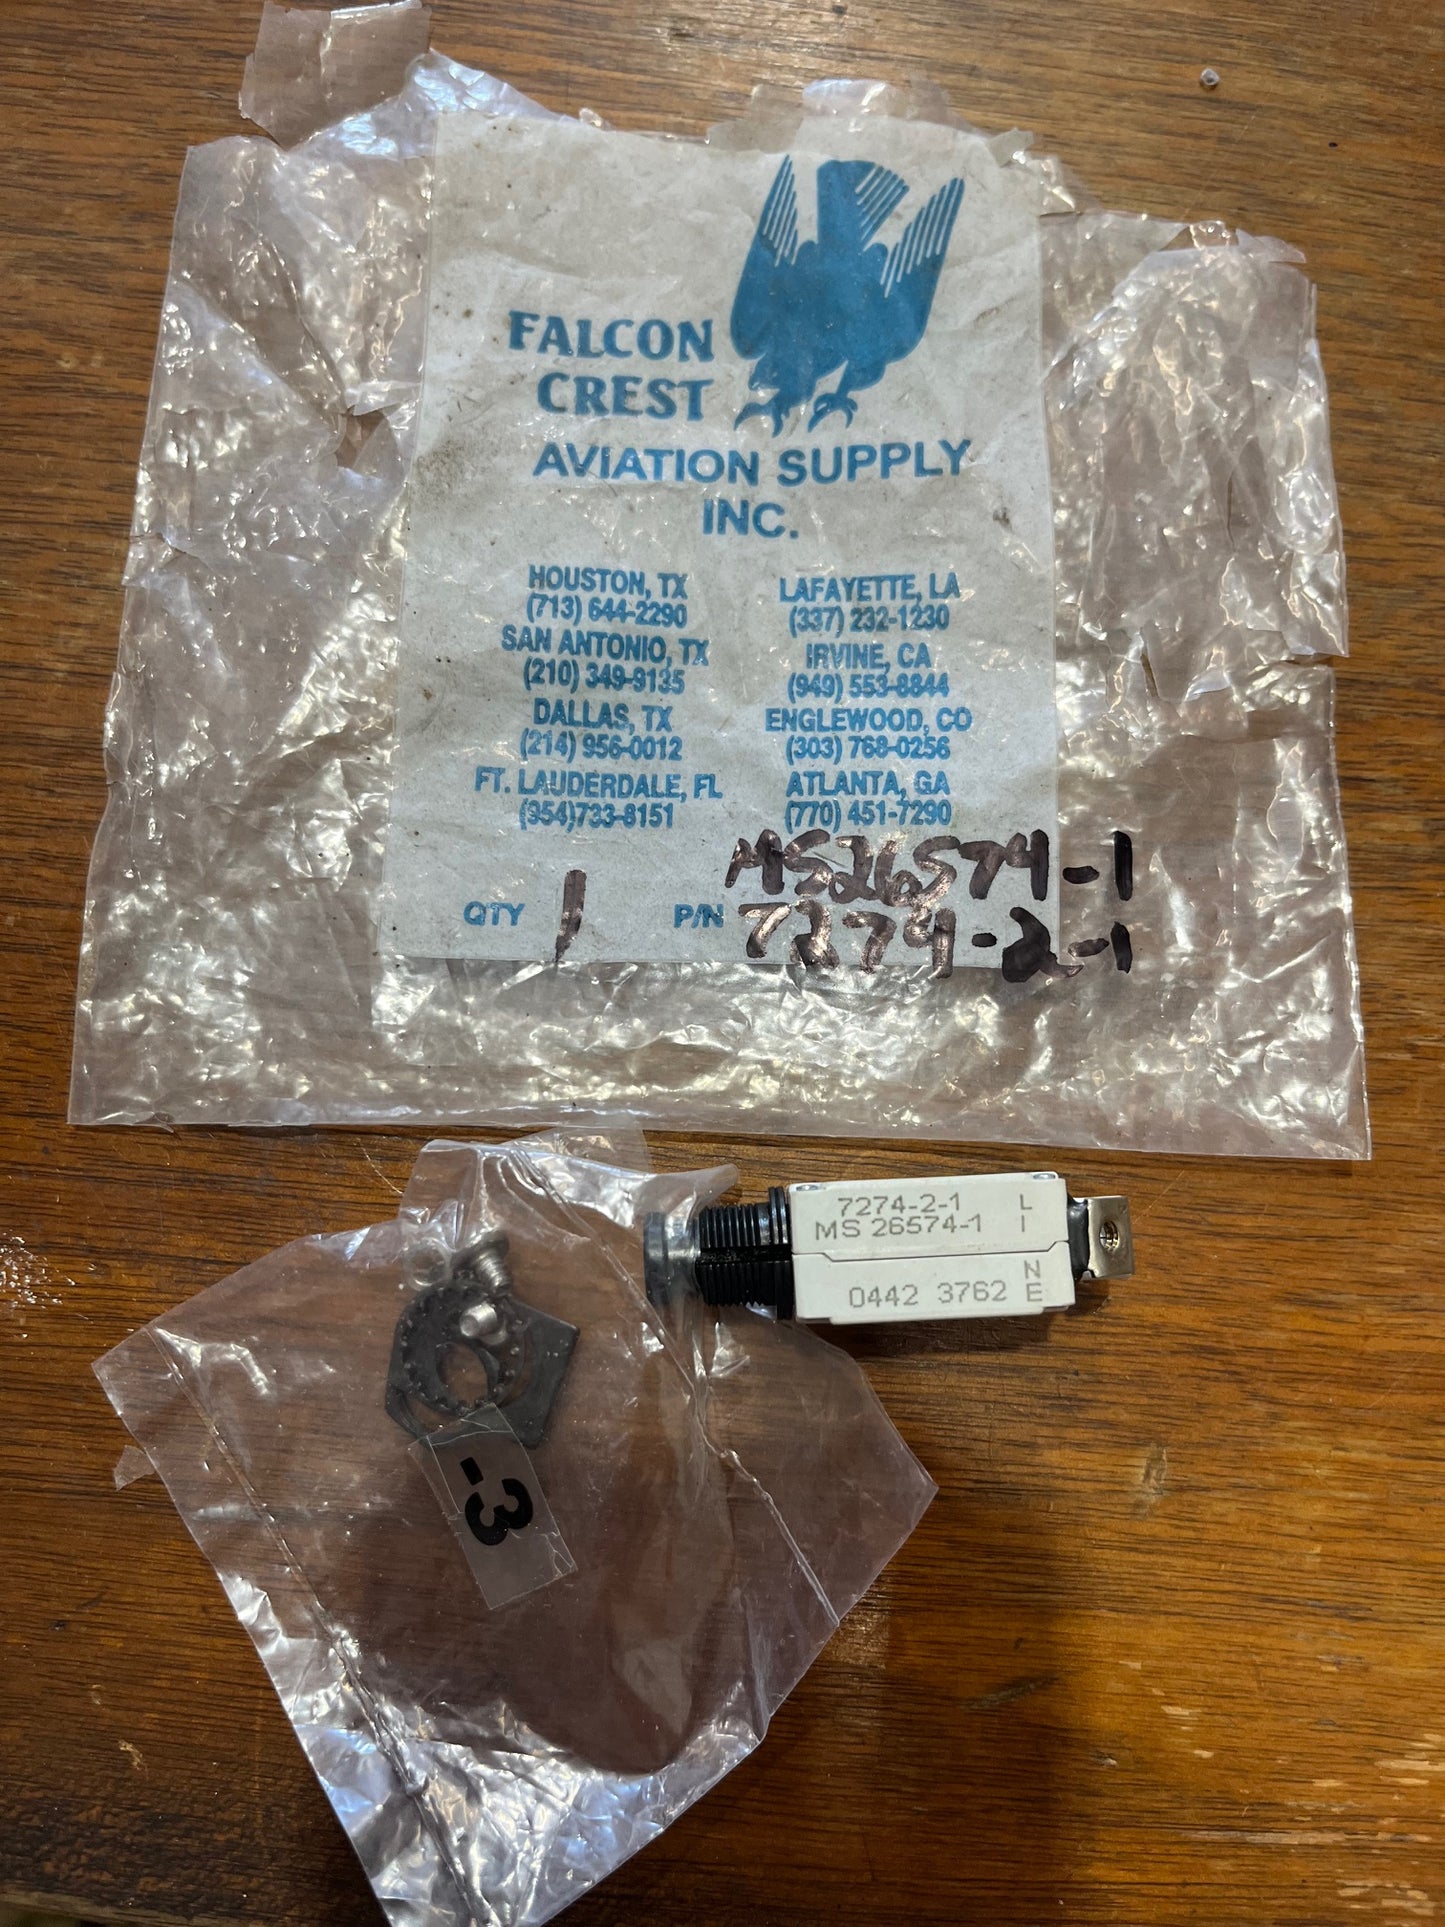 FALCON
CREST
AVIATION SUPPLY
INC.
HOUSTON, TX
(713) 644-2290
SAN ANTONIO, TX
(210) 349-9135
DALLAS, TX
(214) 956-0012
FT. LAUDERDALE, FL
(954)733-8151
LAFAYETTE, LA
(337) 232-1230
IRVINE, CA
(949) 553-8844
ENGLEWOOD, CO
(303) 768-0256
ATLANTA, GA
(770) 451-7290
MS26574-1
QTY 1 P/N 7274-2-1
7274-2-1
MS 26574-1
0442 3762
LINE
-3